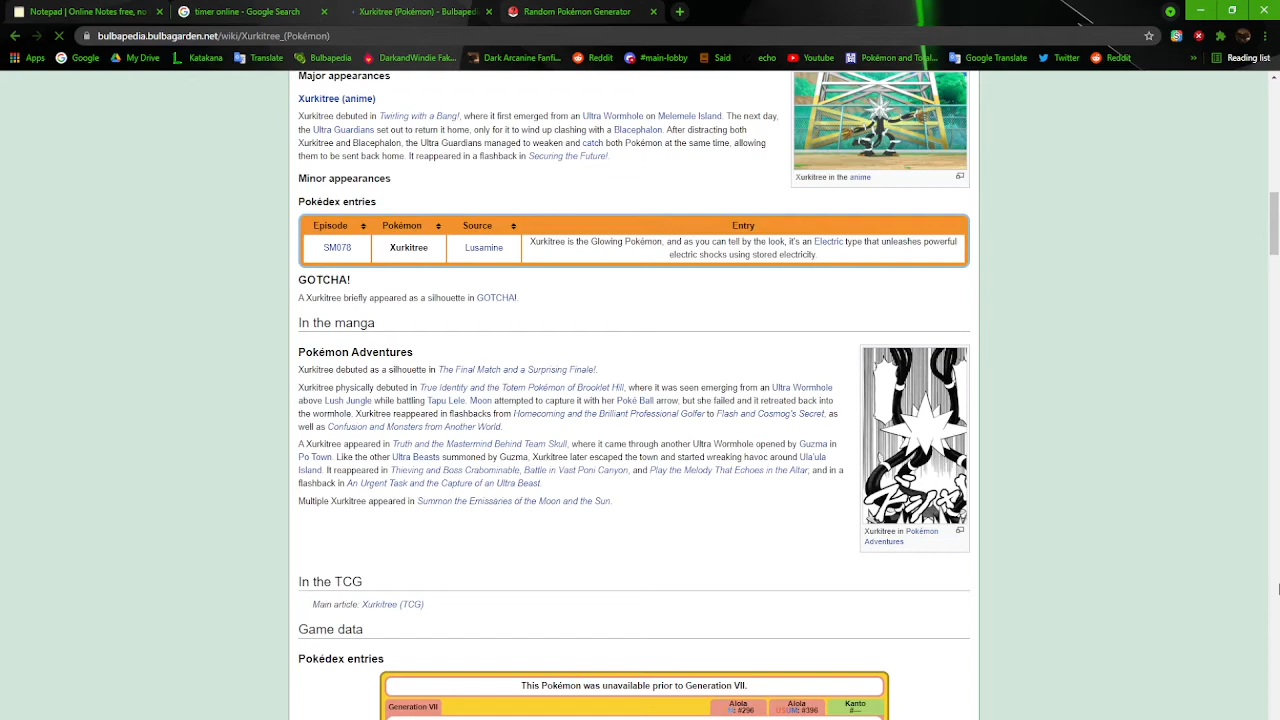 Notepad | Online Notes free, no
timer online - Google Search
Xurkitree (Pokémon) - Bulbaped
Random Pokémon Generator
bulbapedia.bulbagarden.net/wiki/Xurkitree_(Pokémon)
Apps Google My Drive Katakana Translate Bulbapedia DarkandWindie Fak... Dark Arcanine Fanfi... Reddit #main-lobby Said echo Youtube Pokémon and Total... Google Translate Twitter Reddit » Reading list
Major appearances
Xurkitree (anime)
Xurkitree debuted in Twirling with a Bang!, where it first emerged from an Ultra Wormhole on Melemele Island. The next day,
the Ultra Guardians set out to return it home, only for it to wind up clashing with a Blacephalon. After distracting both
Xurkitree and Blacephalon, the Ultra Guardians managed to weaken and catch both Pokémon at the same time, allowing
them to be sent back home. It reappeared in a flashback in Securing the Future!.
Xurkitree in the anime
Minor appearances
Pokédex entries
Episode Pokémon Source Entry
SM078 Xurkitree Lusamine Xurkitree is the Glowing Pokémon, and as you can tell by the look, it's an Electric type that unleashes powerful
electric shocks using stored electricity.
GOTCHA!
A Xurkitree briefly appeared as a silhouette in GOTCHA!.
In the manga
Pokémon Adventures
Xurkitree debuted as a silhouette in The Final Match and a Surprising Finale!.
Xurkitree physically debuted in True Identity and the Totem Pokémon of Brooklet Hill, where it was seen emerging from an Ultra Wormhole
above Lush Jungle while battling Tapu Lele. Moon attempted to capture it with her Poké Ball arrow, but she failed and it retreated back into
the wormhole. Xurkitree reappeared in flashbacks from Homecoming and the Brilliant Professional Golfer to Flash and Cosmog's Secret, as
well as Confusion and Monsters from Another World.
A Xurkitree appeared in Truth and the Mastermind Behind Team Skull, where it came through another Ultra Wormhole opened by Guzma in
Po Town. Like the other Ultra Beasts summoned by Guzma, Xurkitree later escaped the town and started wreaking havoc around Ula'ula
Island. It reappeared in Thieving and Boss Crabominable, Battle in Vast Poni Canyon, and Play the Melody That Echoes in the Altar, and in a
flashback in An Urgent Task and the Capture of an Ultra Beast.
Multiple Xurkitree appeared in Summon the Emissaries of the Moon and the Sun.
Xurkitree in Pokémon
Adventures
In the TCG
Main article: Xurkitree (TCG)
Game data
Pokédex entries
This Pokémon was unavailable prior to Generation VII.
Generation VII
Alola
#296
Alola
USUM: #396
Kanto
#—